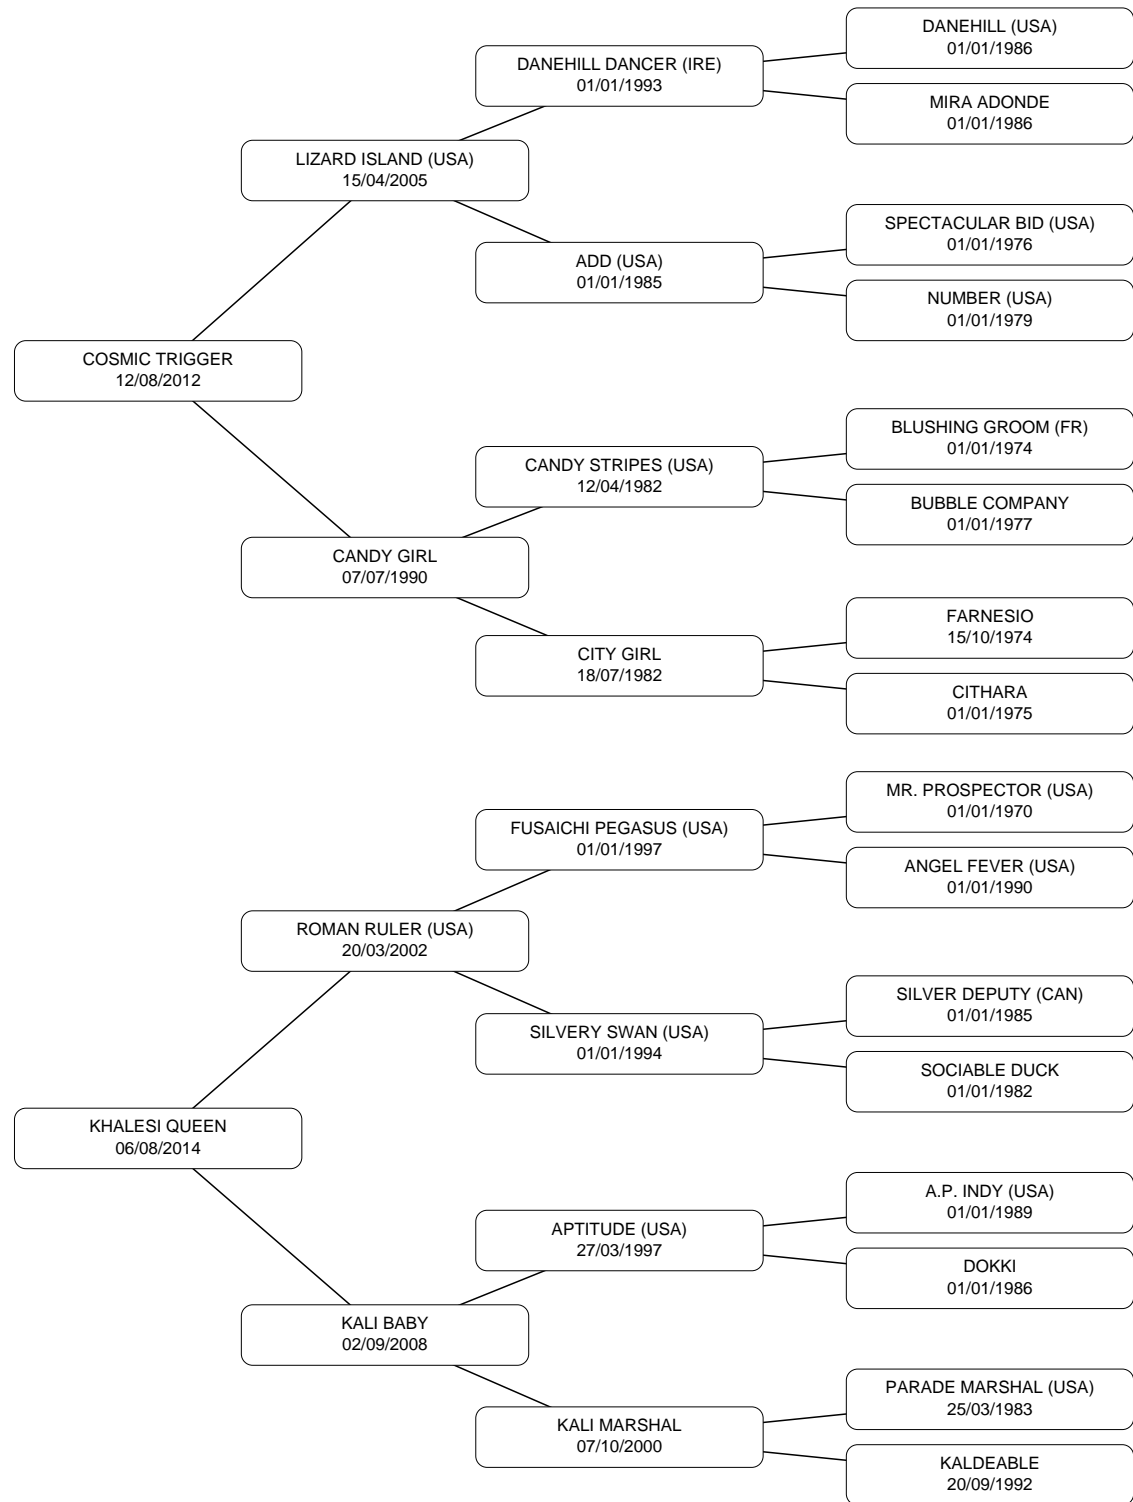 DANEHILL (USA)
01/01/1986
DANEHILL DANCER (IRE)
01/01/1993
MIRA ADONDE
01/01/1986
LIZARD ISLAND (USA)
15/04/2005
SPECTACULAR BID (USA)
01/01/1976
ADD (USA)
01/01/1985
NUMBER (USA)
01/01/1979
COSMIC TRIGGER
12/08/2012
BLUSHING GROOM (FR)
01/01/1974
CANDY STRIPES (USA)
12/04/1982
BUBBLE COMPANY
01/01/1977
CANDY GIRL
07/07/1990
FARNESIO
15/10/1974
CITY GIRL
18/07/1982
CITHARA
01/01/1975
MR. PROSPECTOR (USA)
01/01/1970
FUSAICHI PEGASUS (USA)
01/01/1997
ANGEL FEVER (USA)
01/01/1990
ROMAN RULER (USA)
20/03/2002
SILVER DEPUTY (CAN)
01/01/1985
SILVERY SWAN (USA)
01/01/1994
SOCIABLE DUCK
01/01/1982
KHALESI QUEEN
06/08/2014
A.P. INDY (USA)
01/01/1989
APTITUDE (USA)
27/03/1997
DOKKI
01/01/1986
KALI BABY
02/09/2008
PARADE MARSHAL (USA)
25/03/1983
KALI MARSHAL
07/10/2000
KALDEABLE
20/09/1992